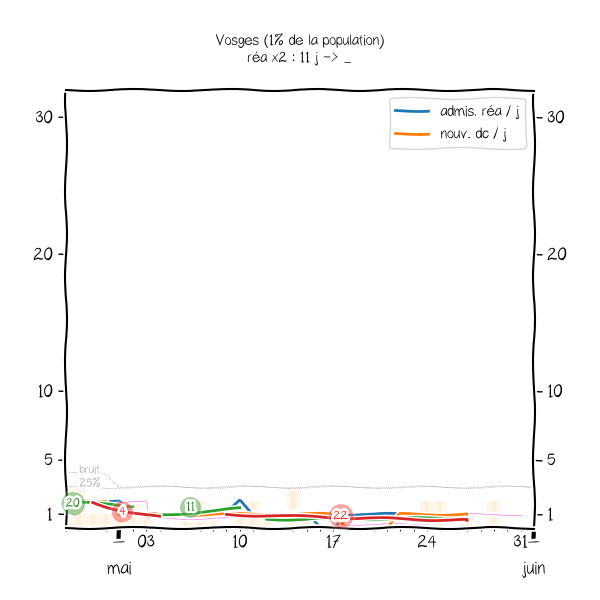 Vosges (1% de la population)
réa x2 : 11 j -> _
30
30
admis. réa / j
nouv. dc / j
20
20
10
10
5
5
bruit
25%
20
4
11
22
1
1
03
10
17
24
31
mai
juin